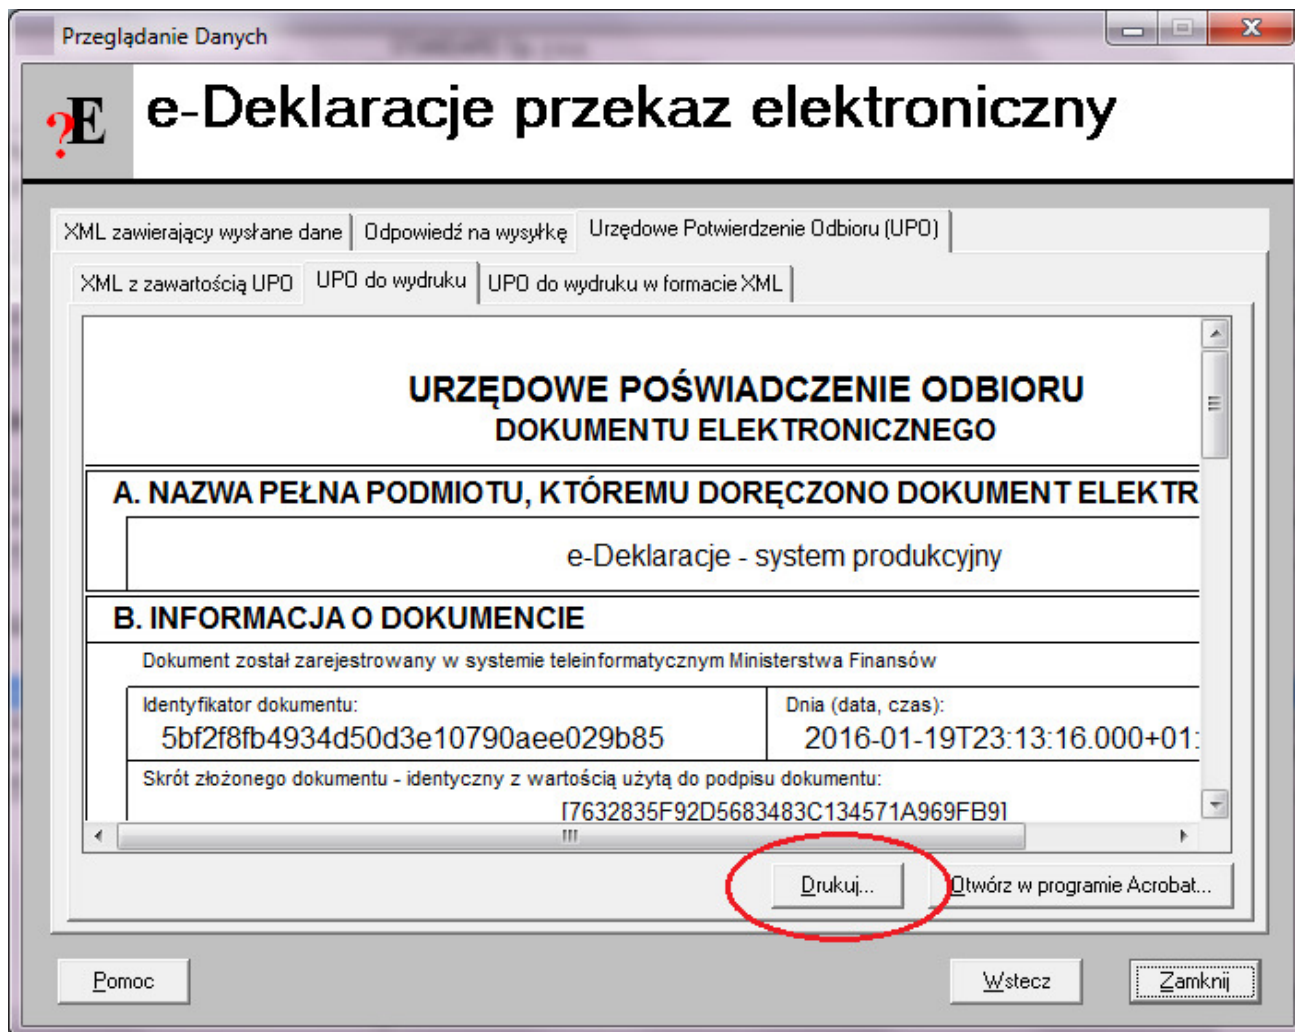 Przeglądanie Danych
?E e-Deklaracje przekaz elektroniczny
XML zawierający wysłane dane Odpowiedź na wysyłkę Urzędowe Potwierdzenie Odbioru (UPO)
XML z zawartością UPO UPO do wydruku UPO do wydruku w formacie XML
URZĘDOWE POŚWIADCZENIE ODBIORU
DOKUMENTU ELEKTRONICZNEGO
A. NAZWA PEŁNA PODMIOTU, KTÓREMU DORĘCZONO DOKUMENT ELEKTR
e-Deklaracje - system produkcyjny
B. INFORMACJA O DOKUMENCIE
Dokument został zarejestrowany w systemie teleinformatycznym Ministerstwa Finansów
Identyfikator dokumentu: Dnia (data, czas):
5bf2f8fb4934d50d3e10790aee029b85 2016-01-19T23:13:16.000+01:
Skrót złożonego dokumentu - identyczny z wartością użytą do podpisu dokumentu:
[7632835F92D5683483C134571A969FB9]
Drukuj... Otwórz w programie Acrobat...
Pomoc Wstecz Zamknij